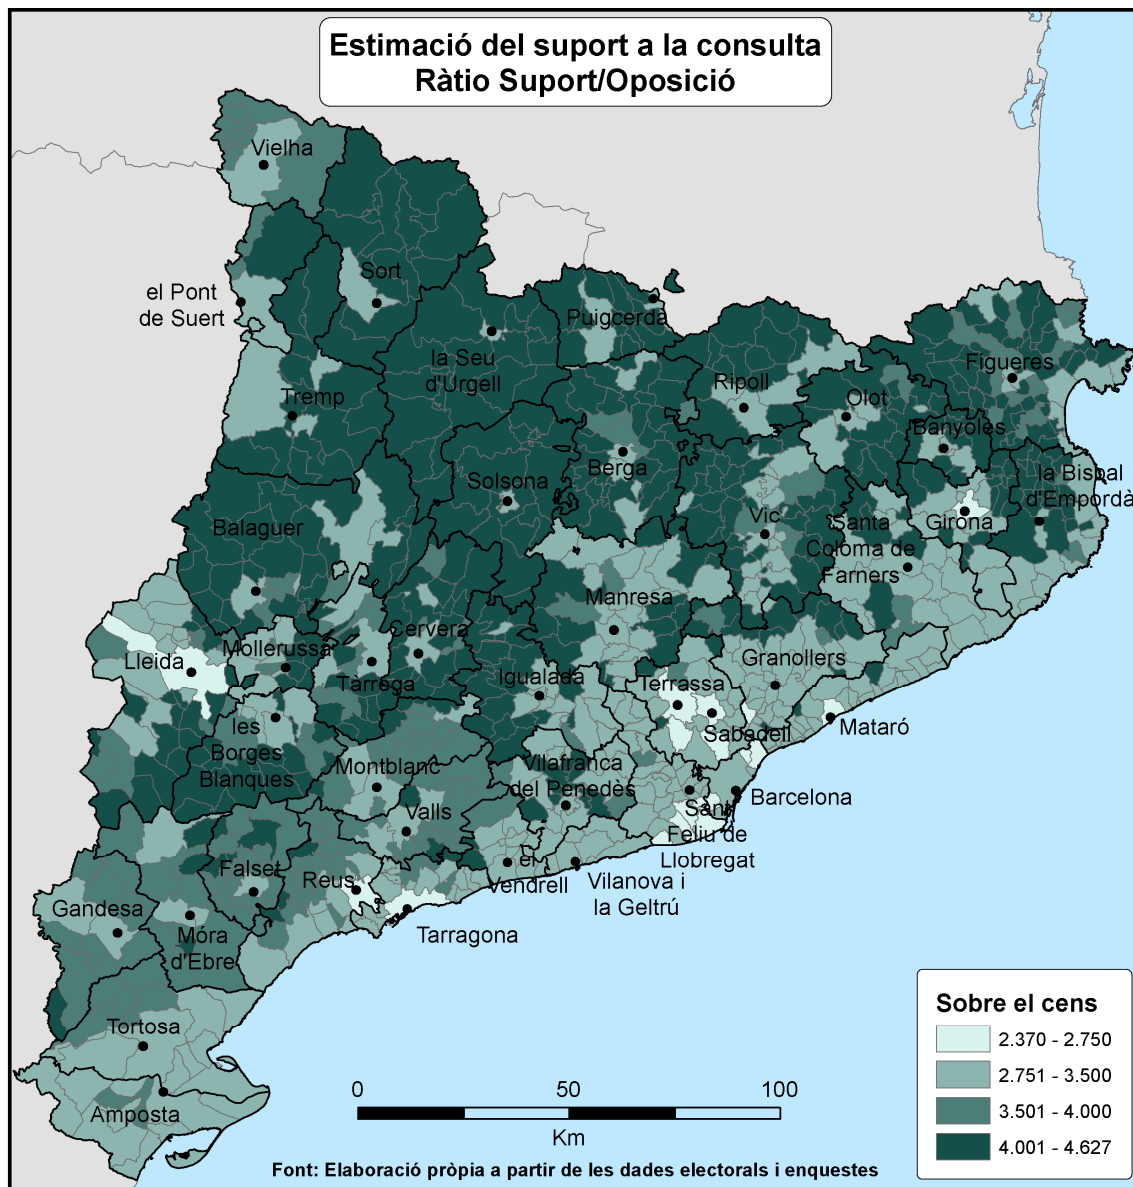 Estimació del suport a la consulta
Ràtio Suport/Oposició
Vielha
el Pont
de Suert
Sort
Puigcerdà
la Seu
d'Urgell
Tremp
Ripoll
Olot
Figueres
Banyoles
la Bisbal
d'Empordà
Berga
Solsona
Balaguer
Vic
Girona
Santa
Coloma de
Farners
Manresa
Cervera
Mollerussa
Lleida
Tàrrega
Igualada
Granollers
Terrassa
Sabadell
Mataró
les
Borges
Blanques
Montblanc
Vilafranca
del Penedès
Barcelona
Sant
Feliu de
Llobregat
Valls
el
Vendrell
Vilanova i
la Geltrú
Falset
Reus
Tarragona
Gandesa
Móra
d'Ebre
Tortosa
Amposta
Sobre el cens
2.370 - 2.750
2.751 - 3.500
3.501 - 4.000
4.001 - 4.627
0 50 100
Km
Font: Elaboració pròpia a partir de les dades electorals i enquestes